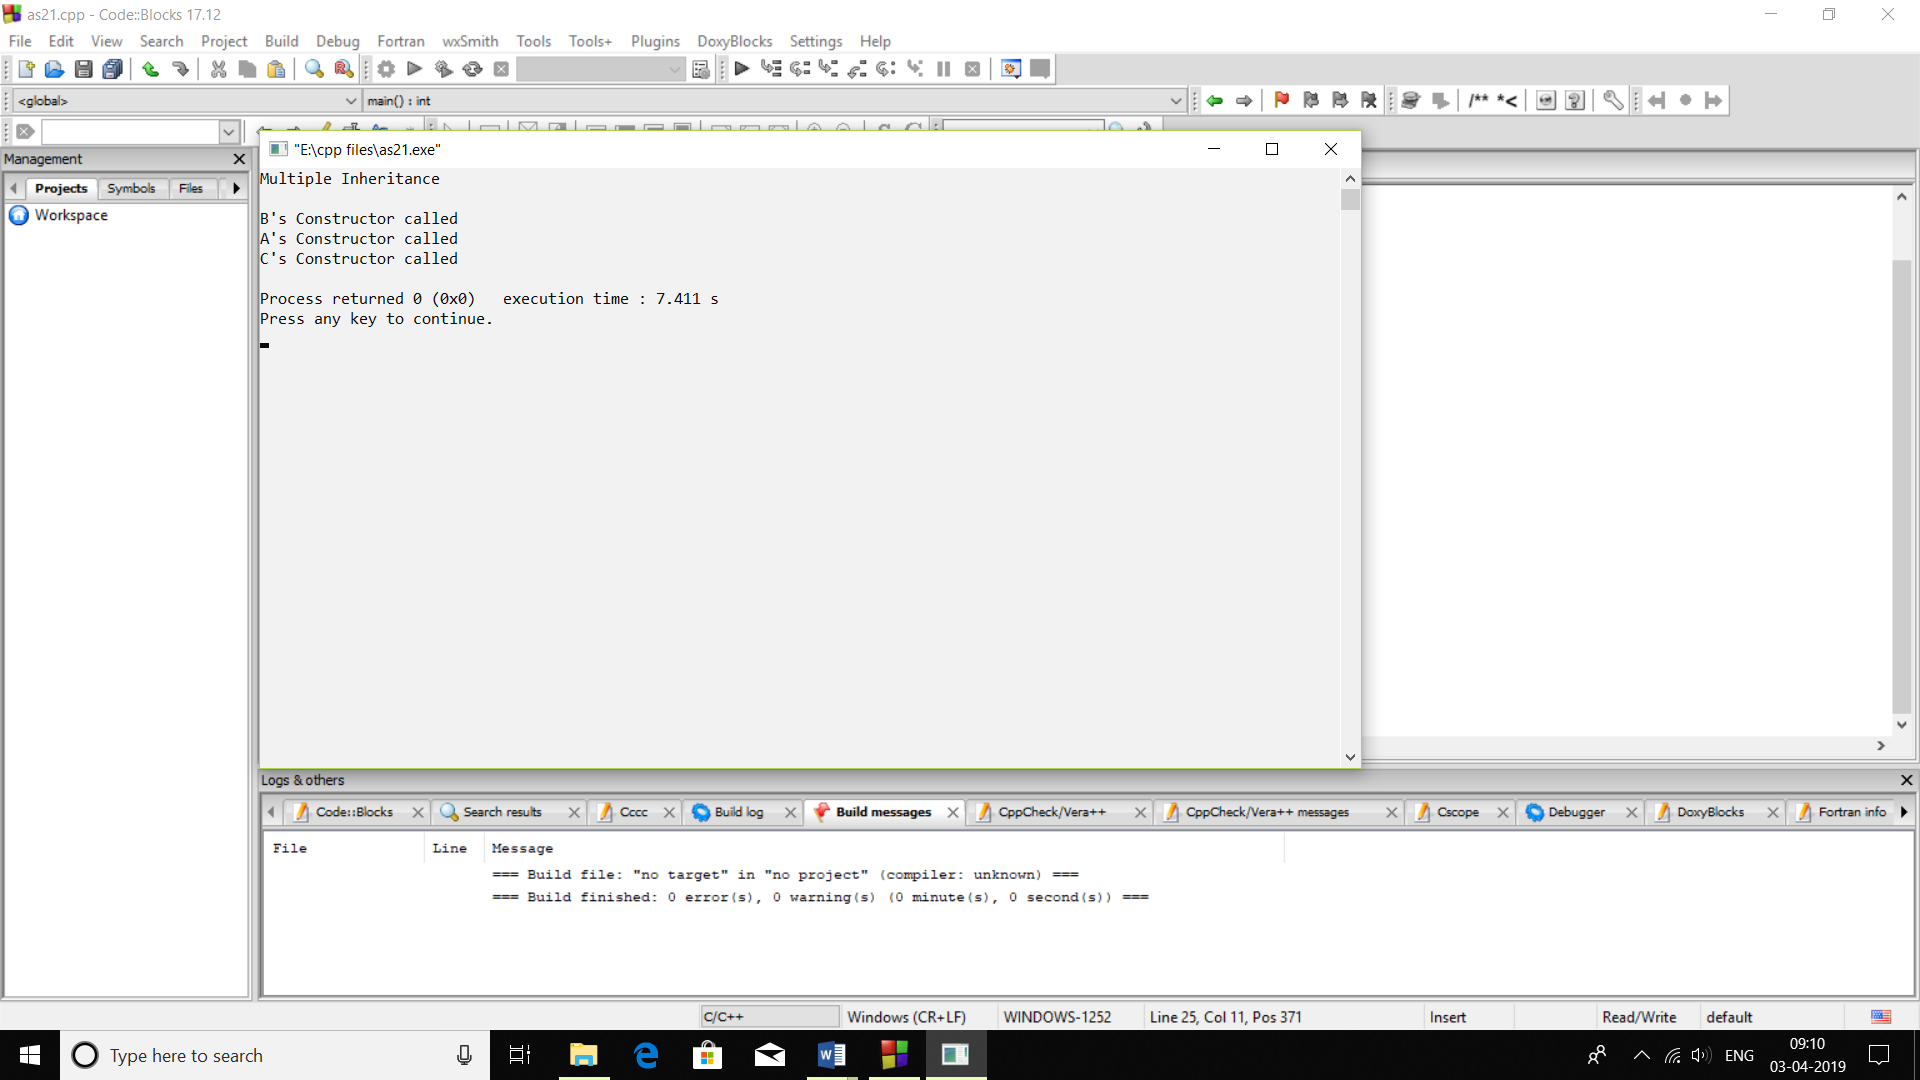 as21.cpp - Code::Blocks 17.12
File Edit View Search Project Build Debug Fortran wxSmith Tools Tools+ Plugins DoxyBlocks Settings Help
<global> main() : int
/** *<
Management
"E:\cpp files\as21.exe"
Projects Symbols Files
Workspace
Multiple Inheritance
B's Constructor called
A's Constructor called
C's Constructor called
Process returned 0 (0x0)   execution time : 7.411 s
Press any key to continue.
Logs & others
Code::Blocks Search results Cccc Build log Build messages CppCheck/Vera++ CppCheck/Vera++ messages Cscope Debugger DoxyBlocks Fortran info
File Line Message
=== Build file: "no target" in "no project" (compiler: unknown) ===
=== Build finished: 0 error(s), 0 warning(s) (0 minute(s), 0 second(s)) ===
C/C++ Windows (CR+LF) WINDOWS-1252 Line 25, Col 11, Pos 371 Insert Read/Write default
Type here to search
ENG
09:10
03-04-2019